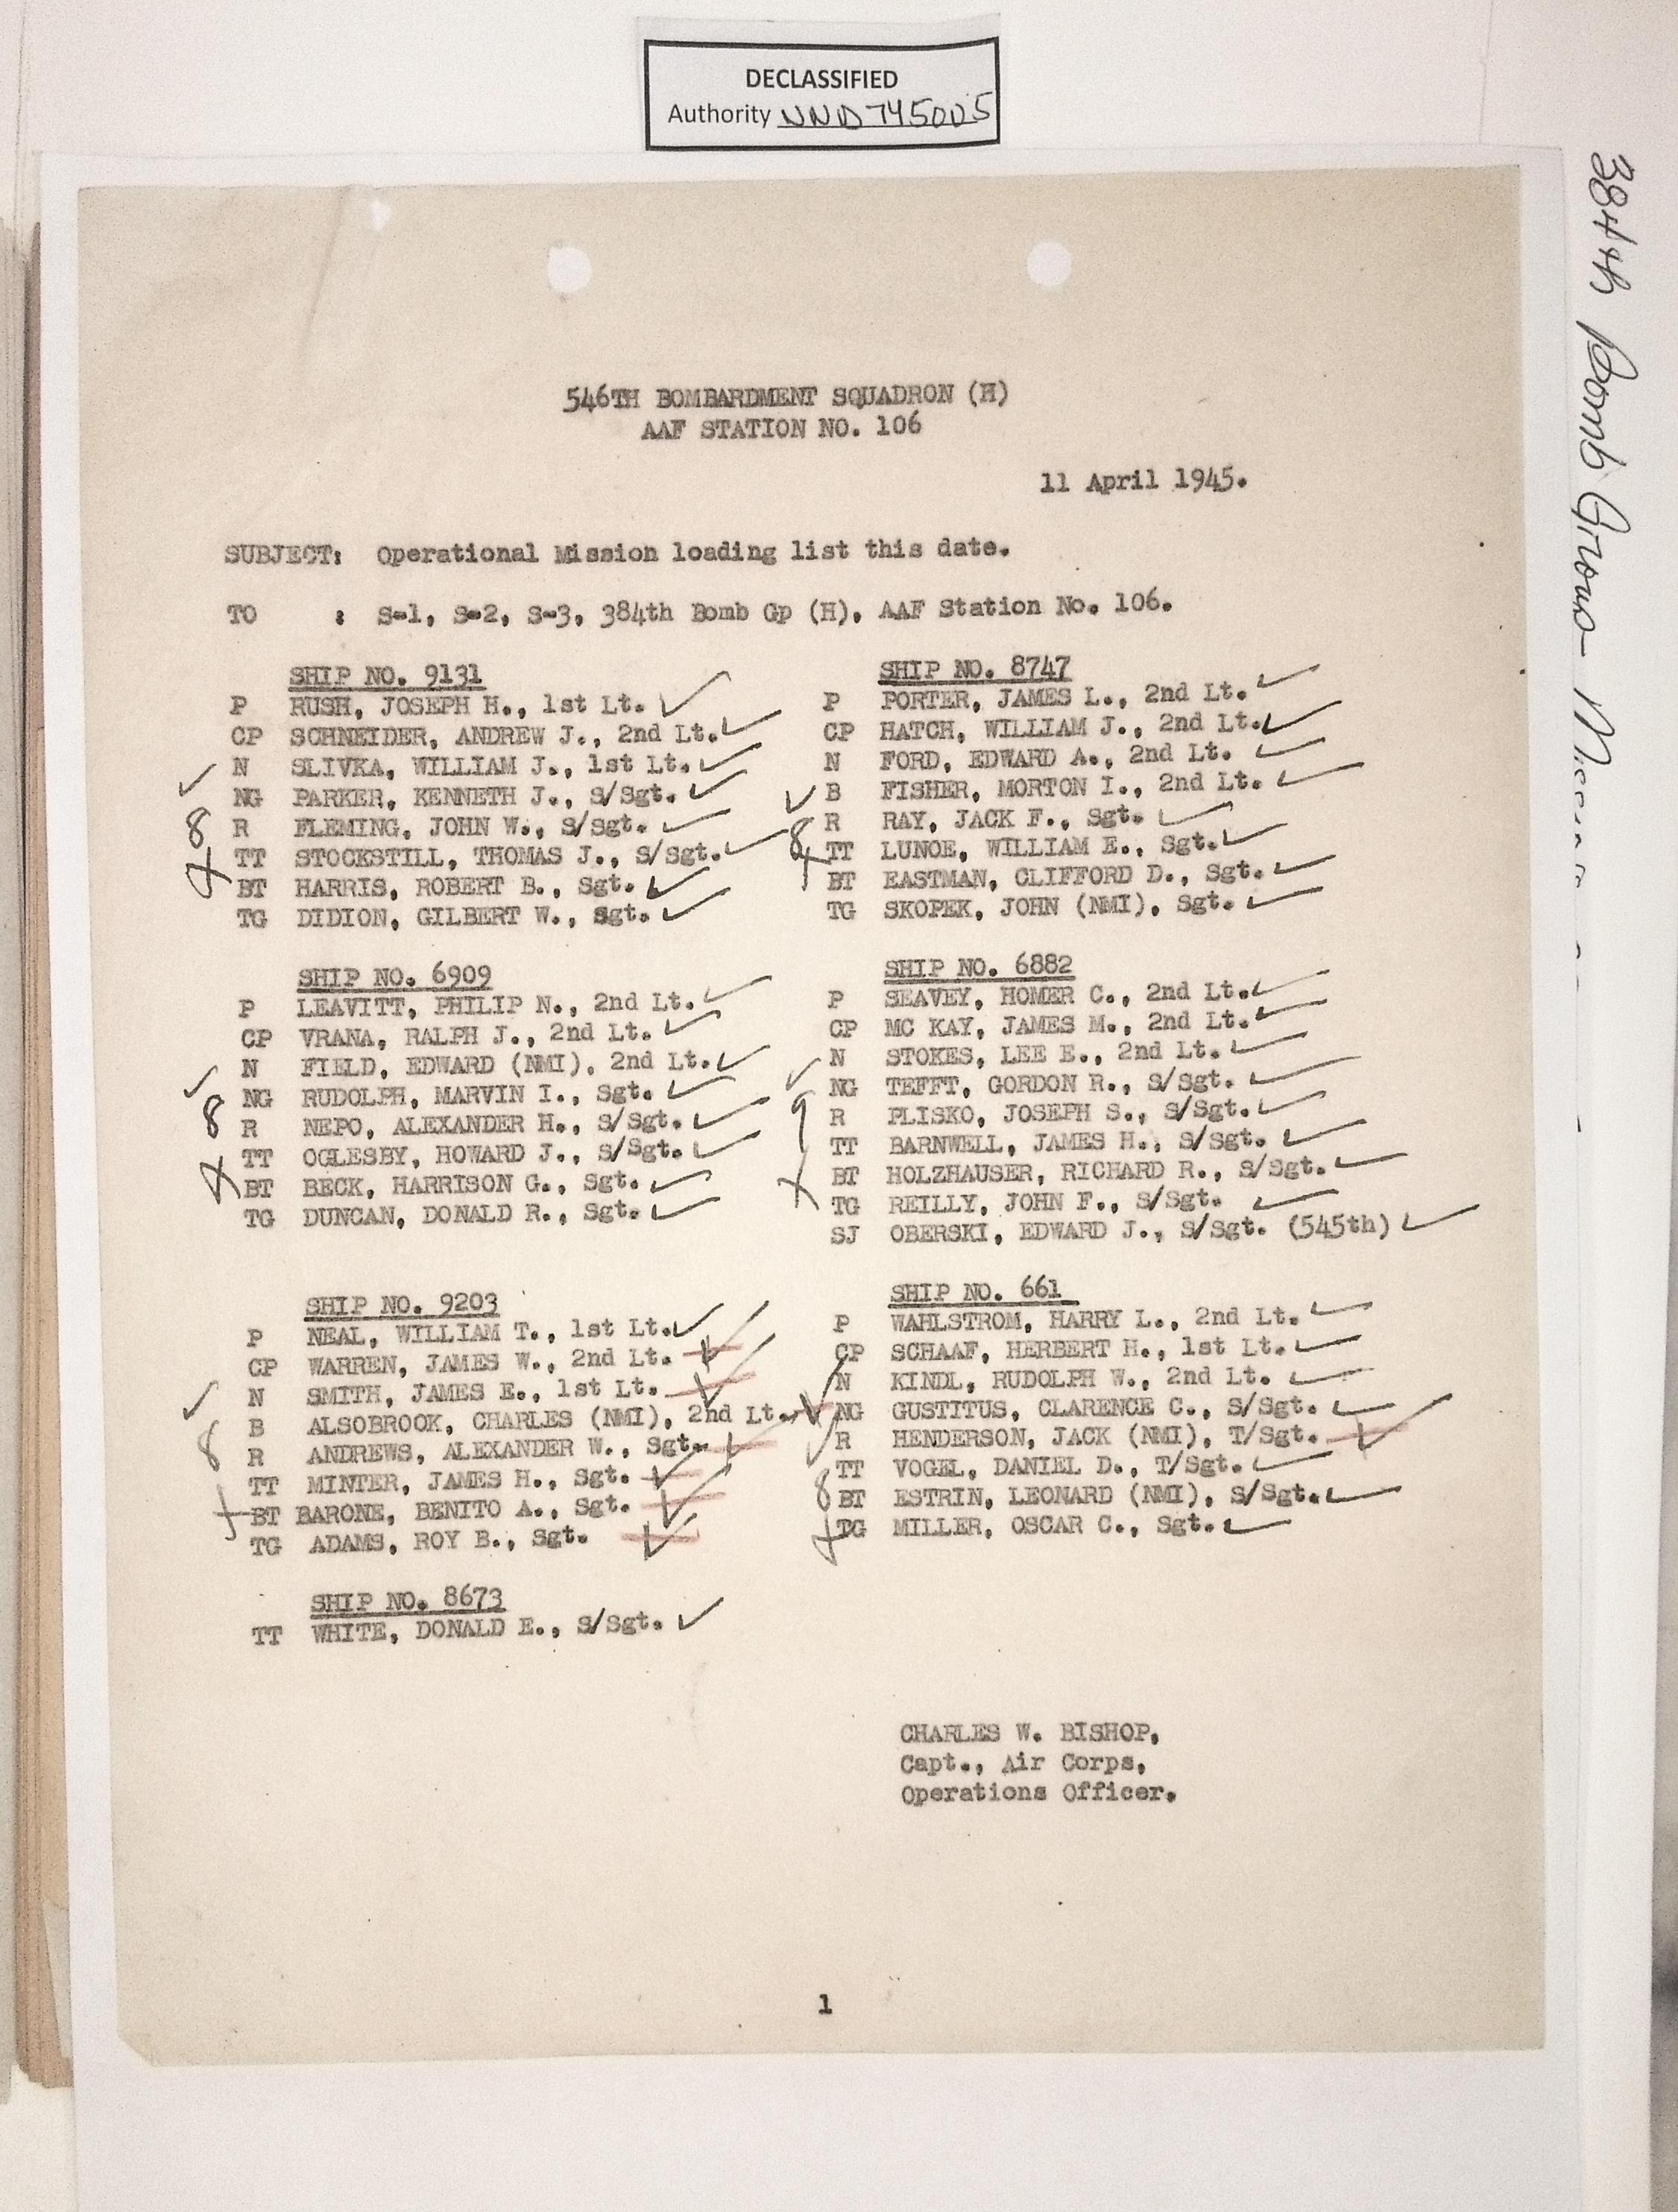 DECLASSIFIED
Authority NND 745005
384th Bomb Group
546TH BOMBARDMENT SQUADRON (H)
AAF STATION NO. 106
11 April 1945.
SUBJECT: Operational Mission loading list this date.
TO : S-1, S-2, S-3, 384th Bomb Gp (H), AAF Station No. 106.
SHIP NO. 9131
P RUSH, JOSEPH H., 1st Lt.
CP SCHNEIDER, ANDREW J., 2nd Lt.
N SLIVKA, WILLIAM J., 1st Lt.
NG PARKER, KENNETH J., S/Sgt.
8 R FLEMING, JOHN W., S/Sgt.
TT STOCKSTILL, THOMAS J., S/Sgt.
BT HARRIS, ROBERT B., Sgt.
TG DIDION, GILBERT W., Sgt.
SHIP NO. 8747
P PORTER, JAMES L., 2nd Lt.
CP HATCH, WILLIAM J., 2nd Lt.
N FORD, EDWARD A., 2nd Lt.
B FISHER, MORTON I., 2nd Lt.
R RAY, JACK F., Sgt.
8 TT LUNOE, WILLIAM E., Sgt.
BT EASTMAN, CLIFFORD D., Sgt.
TG SKOPEK, JOHN (NMI), Sgt.
SHIP NO. 6909
P LEAVITT, PHILIP N., 2nd Lt.
CP VRANA, RALPH J., 2nd Lt.
N FIELD, EDWARD (NMI), 2nd Lt.
NG RUDOLPH, MARVIN I., Sgt.
8 R NEPO, ALEXANDER H., S/Sgt.
TT OGLESBY, HOWARD J., S/Sgt.
BT BECK, HARRISON G., Sgt.
TG DUNCAN, DONALD R., Sgt.
SHIP NO. 6882
P SEAVEY, HOMER C., 2nd Lt.
CP MC KAY, JAMES M., 2nd Lt.
N STOKES, LEE E., 2nd Lt.
NG TEFFT, GORDON R., S/Sgt.
9 R PLISKO, JOSEPH S., S/Sgt.
TT BARNWELL, JAMES H., S/Sgt.
BT HOLZHAUSER, RICHARD R., S/Sgt.
TG REILLY, JOHN F., S/Sgt.
SJ OBERSKI, EDWARD J., S/Sgt. (545th)
SHIP NO. 9203
P NEAL, WILLIAM T., 1st Lt.
CP WARREN, JAMES W., 2nd Lt.
N SMITH, JAMES E., 1st Lt.
B ALSOBROOK, CHARLES (NMI), 2nd Lt.
8 R ANDREWS, ALEXANDER W., Sgt.
TT MINTER, JAMES H., Sgt.
BT BARONE, BENITO A., Sgt.
TG ADAMS, ROY B., Sgt.
SHIP NO. 661
P WAHLSTROM, HARRY L., 2nd Lt.
CP SCHAAF, HERBERT H., 1st Lt.
N KINDL, RUDOLPH W., 2nd Lt.
NG GUSTITUS, CLARENCE C., S/Sgt.
R HENDERSON, JACK (NMI), T/Sgt.
TT VOGEL, DANIEL D., T/Sgt.
8 BT ESTRIN, LEONARD (NMI), S/Sgt.
TG MILLER, OSCAR C., Sgt.
SHIP NO. 8673
TT WHITE, DONALD E., S/Sgt.
CHARLES W. BISHOP,
Capt., Air Corps,
Operations Officer.
1